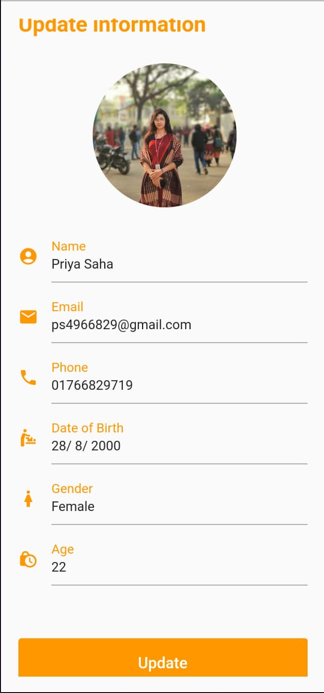 Update Information
Name
Priya Saha
Email
ps4966829@gmail.com
Phone
01766829719
Date of Birth
28/ 8/ 2000
Gender
Female
Age
22
Update